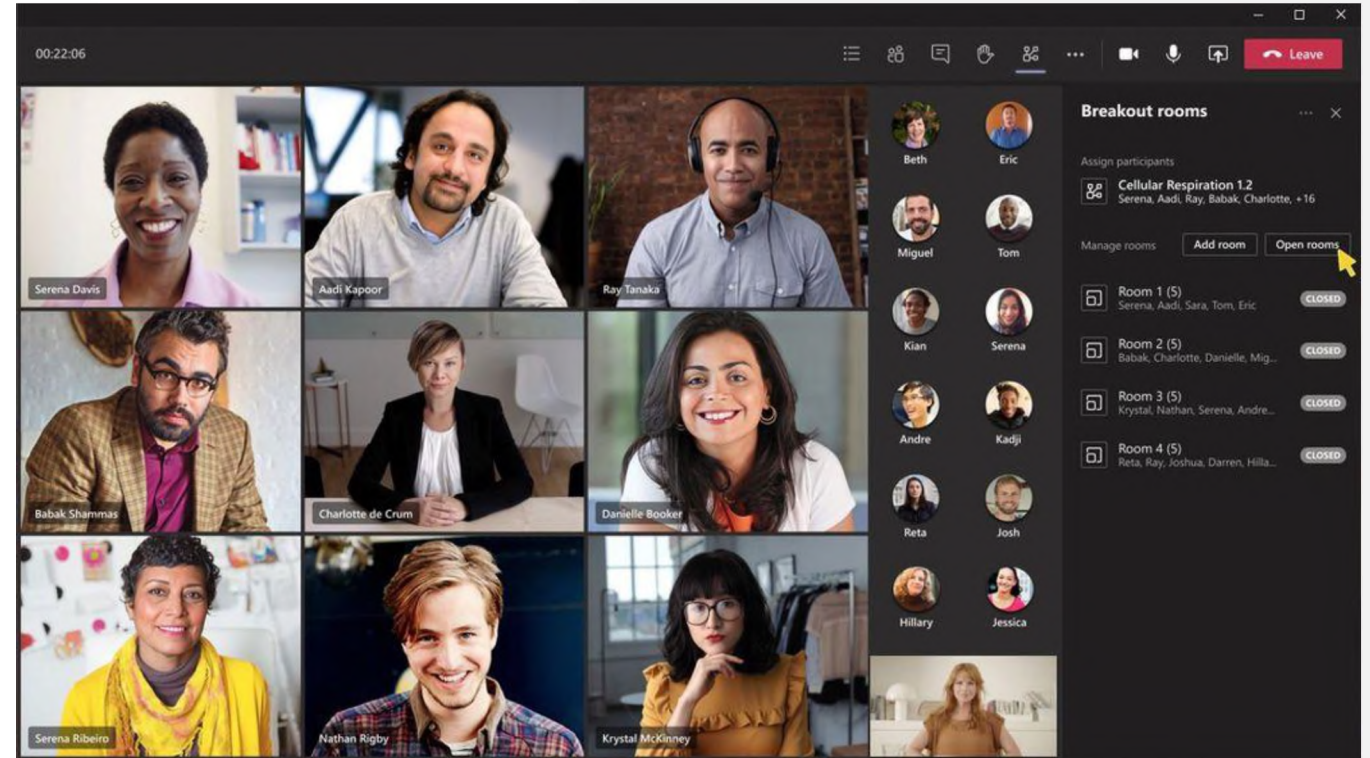 00:22:06
Leave
Serena Davis
Aadi Kapoor
Ray Tanaka
Babak Shammas
Charlotte de Crum
Danielle Booker
Serena Ribeiro
Nathan Rigby
Krystal McKinney
Beth
Eric
Miguel
Tom
Kian
Serena
Andre
Kadji
Reta
Josh
Hillary
Jessica
Breakout rooms
Assign participants
Cellular Respiration 1.2
Serena, Aadi, Ray, Babak, Charlotte, +16
Manage rooms
Add room
Open rooms
Room 1 (5)
Serena, Aadi, Sara, Tom, Eric
CLOSED
Room 2 (5)
Babak, Charlotte, Danielle, Mig...
CLOSED
Room 3 (5)
Krystal, Nathan, Serena, Andre...
CLOSED
Room 4 (5)
Reta, Ray, Joshua, Darren, Hilla...
CLOSED